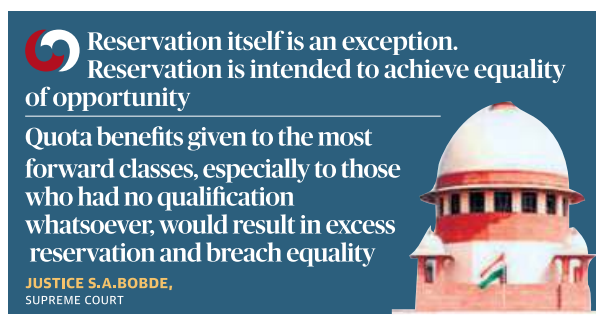 Reservation itself is an exception.
Reservation is intended to achieve equality
of opportunity
Quota benefits given to the most
forward classes, especially to those
who had no qualification
whatsoever, would result in excess
reservation and breach equality
JUSTICE S.A.BOBDE,
SUPREME COURT